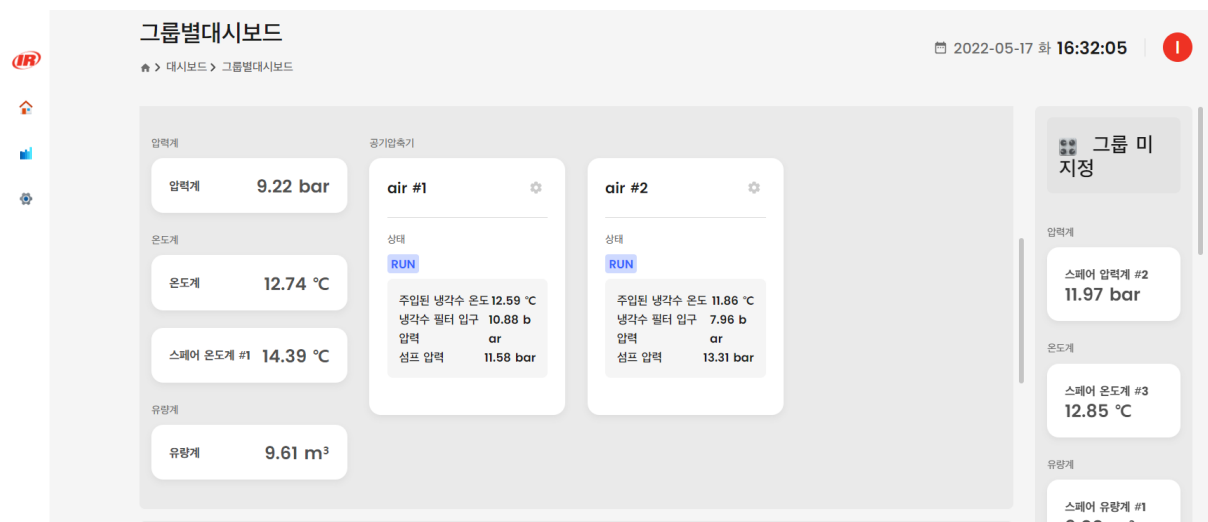 그룹별대시보드
2022-05-17 화 16:32:05
I
IR
대시보드 > 그룹별대시보드
압력계
압력계 9.22 bar
온도계
온도계 12.74 ℃
스페어 온도계 #1 14.39 ℃
유량계
유량계 9.61 m³
공기압축기
air #1
상태
RUN
주입된 냉각수 온도 12.59 ℃
냉각수 필터 입구 10.88 b
압력 ar
섬프 압력 11.58 bar
air #2
상태
RUN
주입된 냉각수 온도 11.86 ℃
냉각수 필터 입구 7.96 b
압력 ar
섬프 압력 13.31 bar
그룹 미
지정
압력계
스페어 압력계 #2
11.97 bar
온도계
스페어 온도계 #3
12.85 ℃
유량계
스페어 유량계 #1